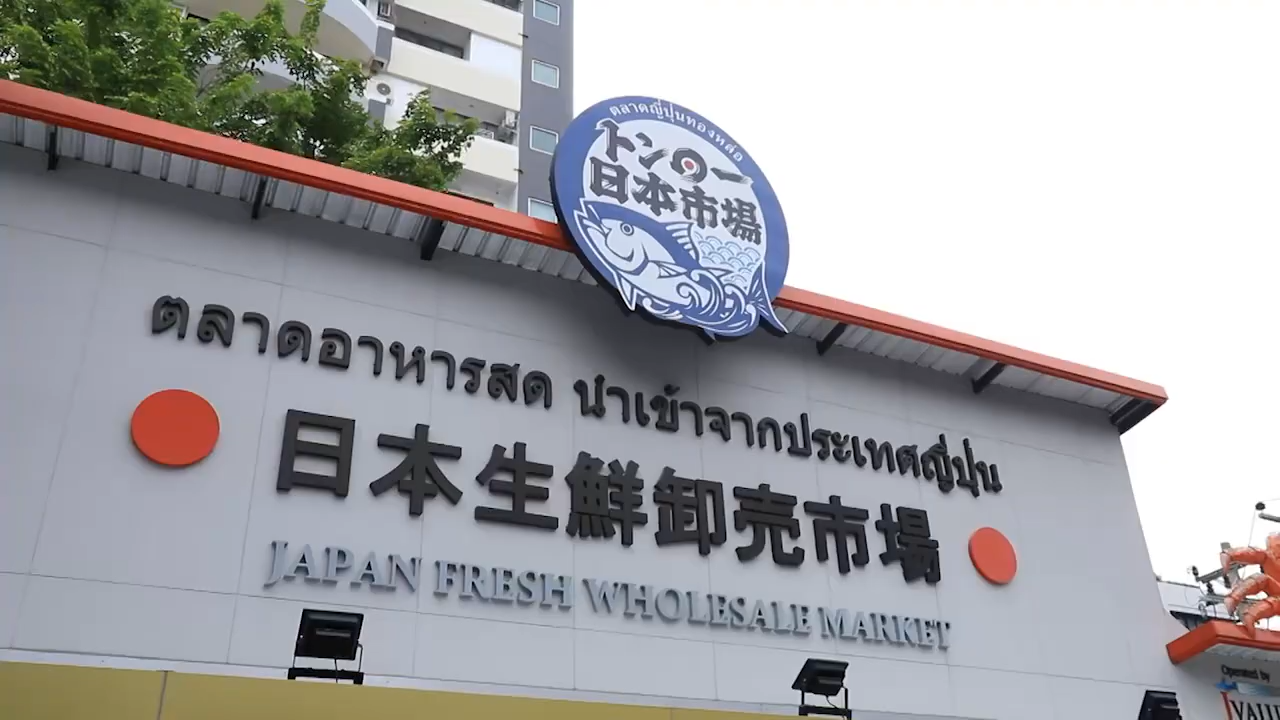 ตลาดญี่ปุ่นทองหล่อ
トンロー
日本市場
ตลาดอาหารสด นำเข้าจากประเทศญี่ปุ่น
日本生鮮卸売市場
JAPAN FRESH WHOLESALE MARKET
Operated by